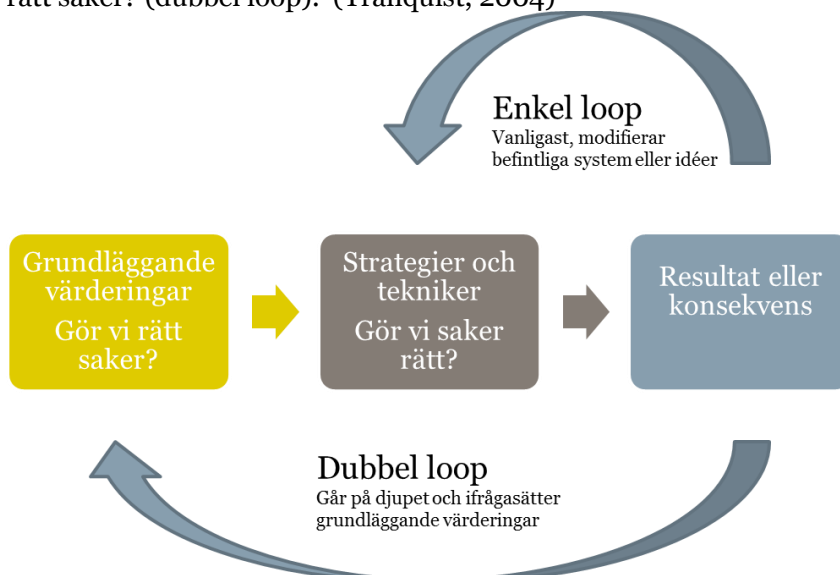 rätt saker? (dubbel loop). (Tranquist, 2004)
Enkel loop
Vanligast, modifierar
befintliga system eller idéer
Grundläggande
värderingar
Gör vi rätt
saker?
Strategier och
tekniker
Gör vi saker
rätt?
Resultat eller
konsekvens
Dubbel loop
Går på djupet och ifrågasätter
grundläggande värderingar